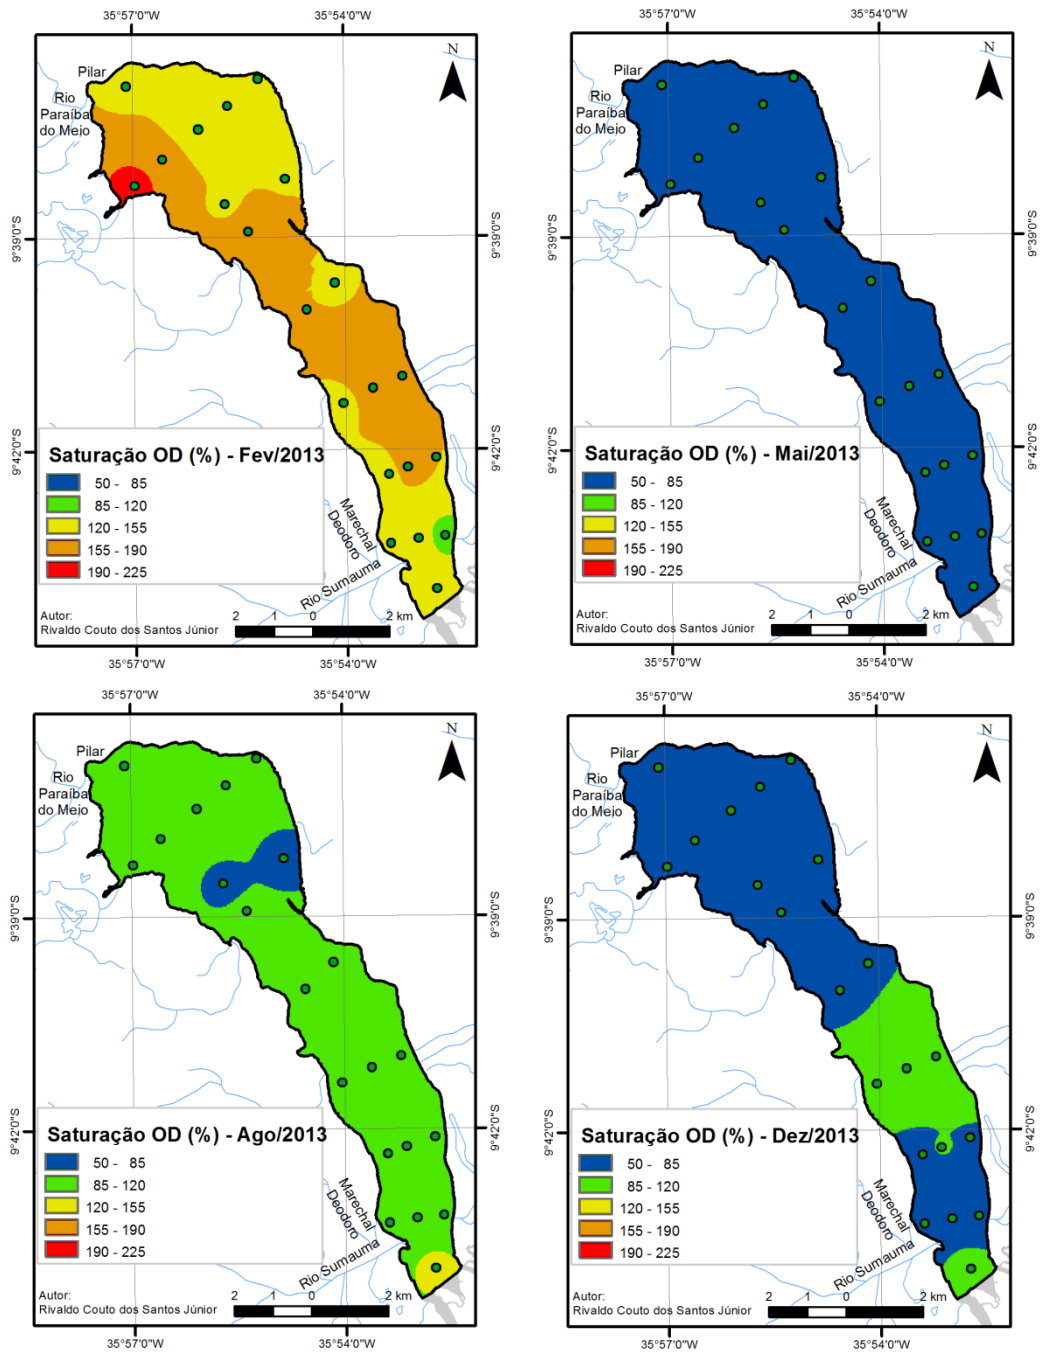 35°57'0"W 35°54'0"W
N
Pilar
Rio
Paraíba
do Meio
9°39'0"S 9°39'0"S
9°42'0"S 9°42'0"S
Saturação OD (%) - Fev/2013
50 - 85
85 - 120
120 - 155
155 - 190
190 - 225
Marechal
Deodoro
Rio Sumauma
Autor:
Rivaldo Couto dos Santos Júnior
2 1 0 2 km
35°57'0"W 35°54'0"W
35°57'0"W 35°54'0"W
N
Pilar
Rio
Paraíba
do Meio
9°39'0"S 9°39'0"S
9°42'0"S 9°42'0"S
Saturação OD (%) - Mai/2013
50 - 85
85 - 120
120 - 155
155 - 190
190 - 225
Marechal
Deodoro
Rio Sumauma
Autor:
Rivaldo Couto dos Santos Júnior
2 1 0 2 km
35°57'0"W 35°54'0"W
35°57'0"W 35°54'0"W
N
Pilar
Rio
Paraíba
do Meio
9°39'0"S 9°39'0"S
9°42'0"S 9°42'0"S
Saturação OD (%) - Ago/2013
50 - 85
85 - 120
120 - 155
155 - 190
190 - 225
Marechal
Deodoro
Rio Sumauma
Autor:
Rivaldo Couto dos Santos Júnior
2 1 0 2 km
35°57'0"W 35°54'0"W
35°57'0"W 35°54'0"W
N
Pilar
Rio
Paraíba
do Meio
9°39'0"S 9°39'0"S
9°42'0"S 9°42'0"S
Saturação OD (%) - Dez/2013
50 - 85
85 - 120
120 - 155
155 - 190
190 - 225
Marechal
Deodoro
Rio Sumauma
Autor:
Rivaldo Couto dos Santos Júnior
2 1 0 2 km
35°57'0"W 35°54'0"W